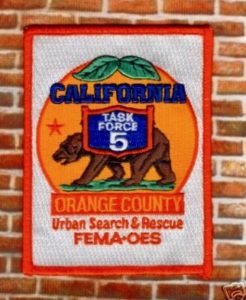 CALIFORNIA
TASK
FORCE
5
ORANGE COUNTY
Urban Search & Rescue
FEMA-OES